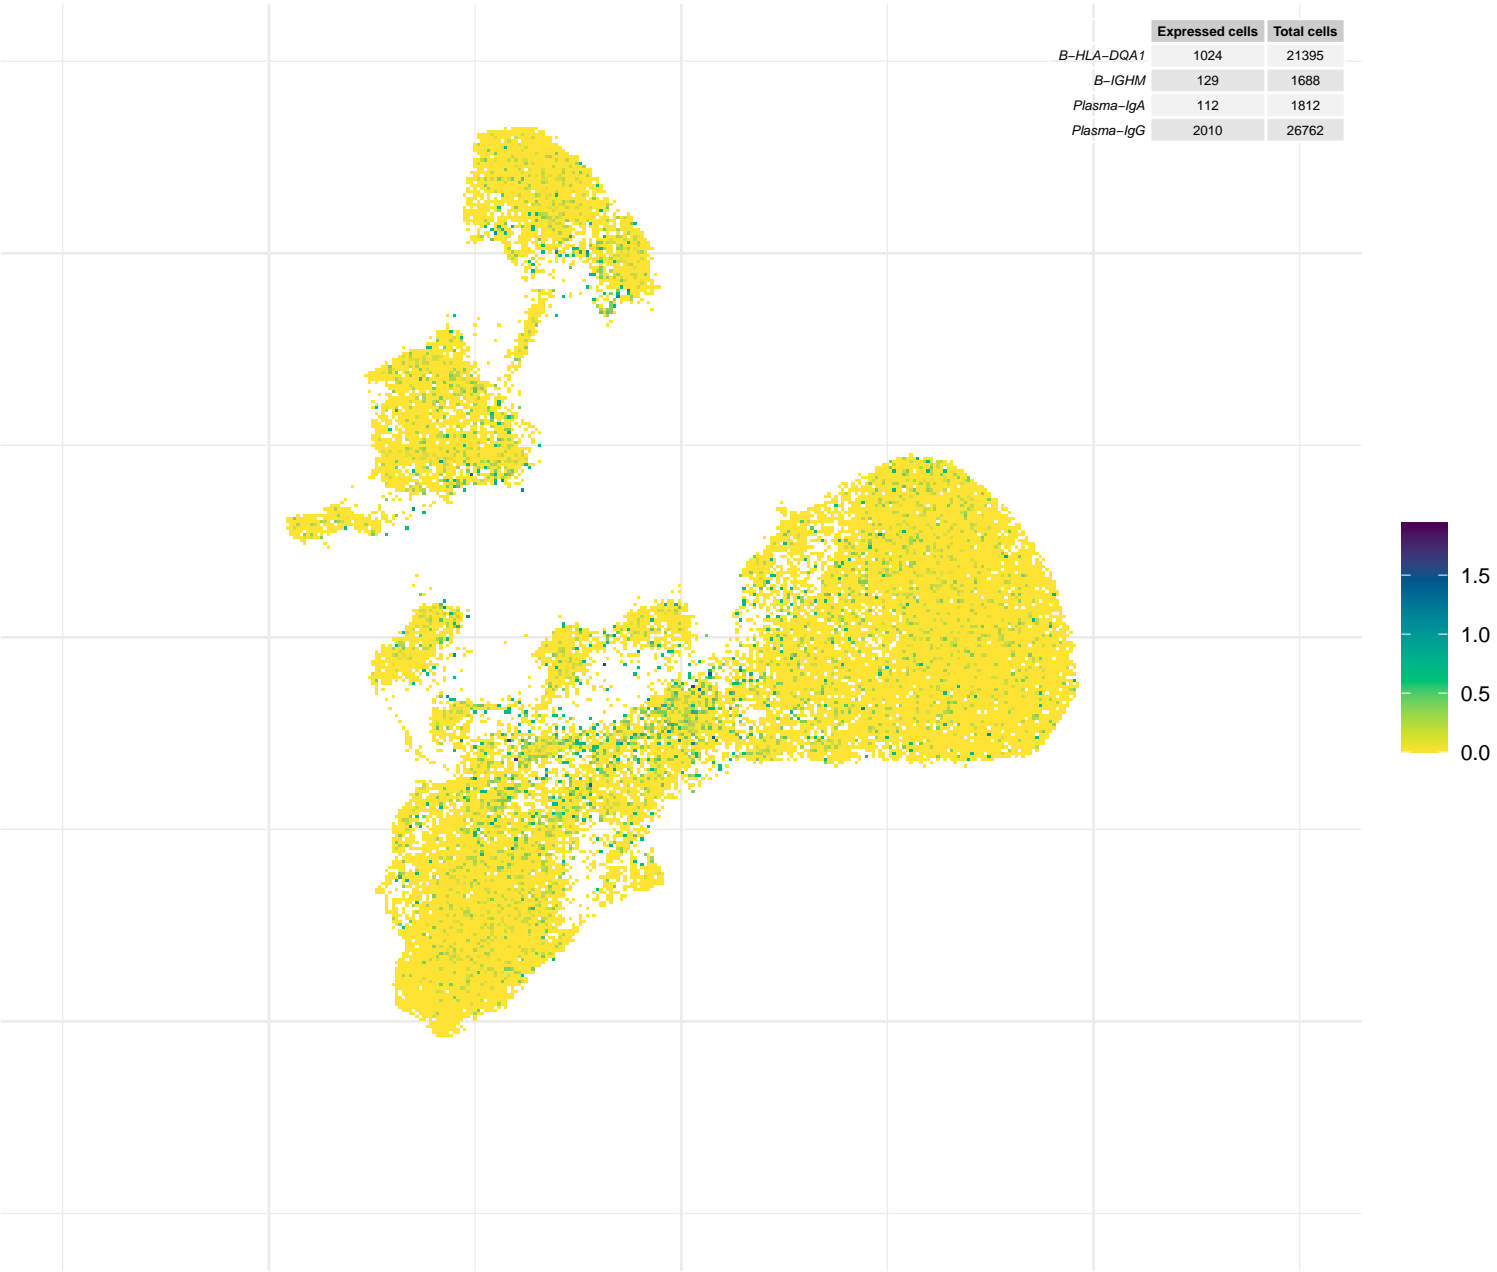 Expressed cells Total cells
B−HLA−DQA1 1024 21395
B−IGHM 129 1688
Plasma−IgA 112 1812
Plasma−IgG 2010 26762
1.5
1.0
0.5
0.0